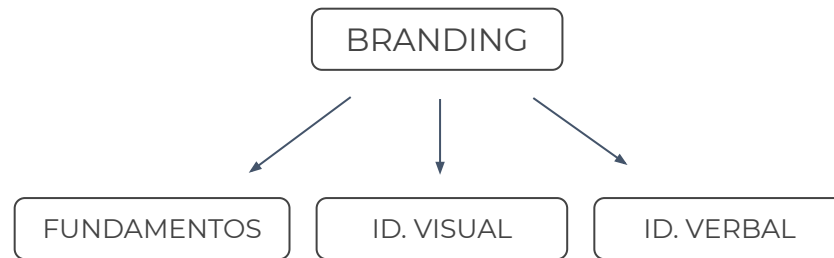 BRANDING
FUNDAMENTOS
ID. VISUAL
ID. VERBAL